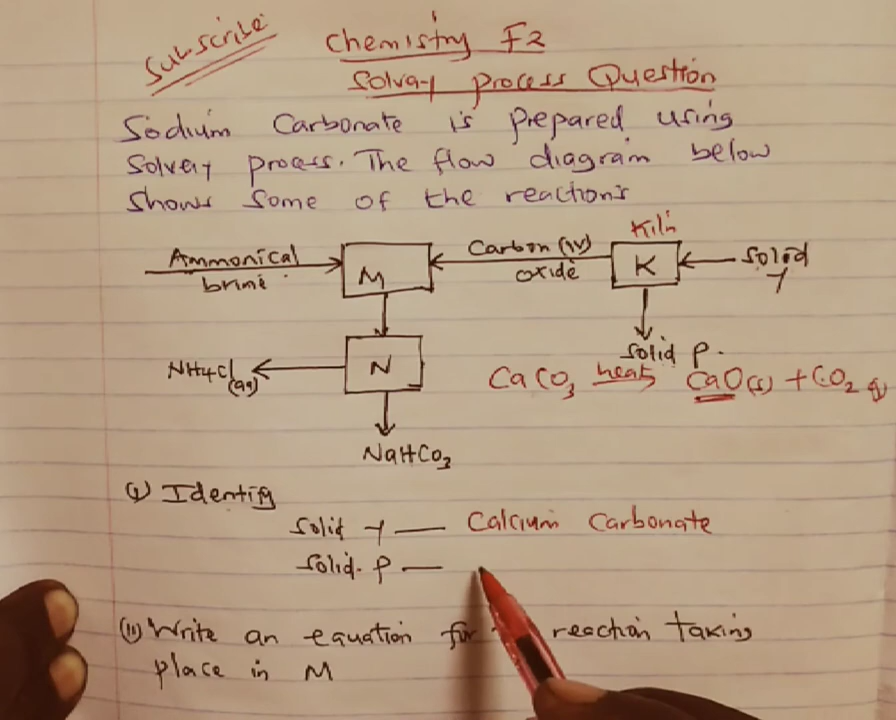 Subscribe
Chemistry F2
Solvay process Question
Sodium Carbonate is prepared using
Solvay process. The flow diagram below
Shows Some of the reactions
Kiln
Ammonical
brine
M
Carbon (iv)
oxide
K
Solid
Y
Solid P.
NH4Cl(aq)
N
CaCO3 heat CaO(s) + CO2 g)
NaHCO3
(i) Identify
Solid Y — Calcium Carbonate
Solid. P —
(ii) Write an equation for reaction taking
place in M